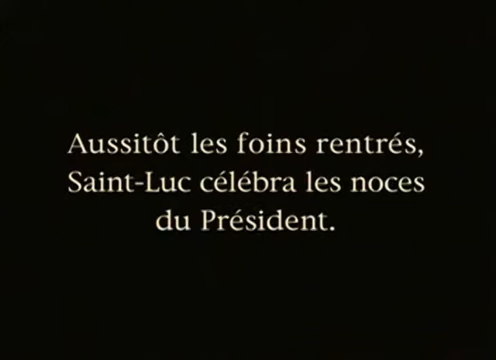 Aussitôt les foins rentrés,
Saint-Luc célébra les noces
du Président.